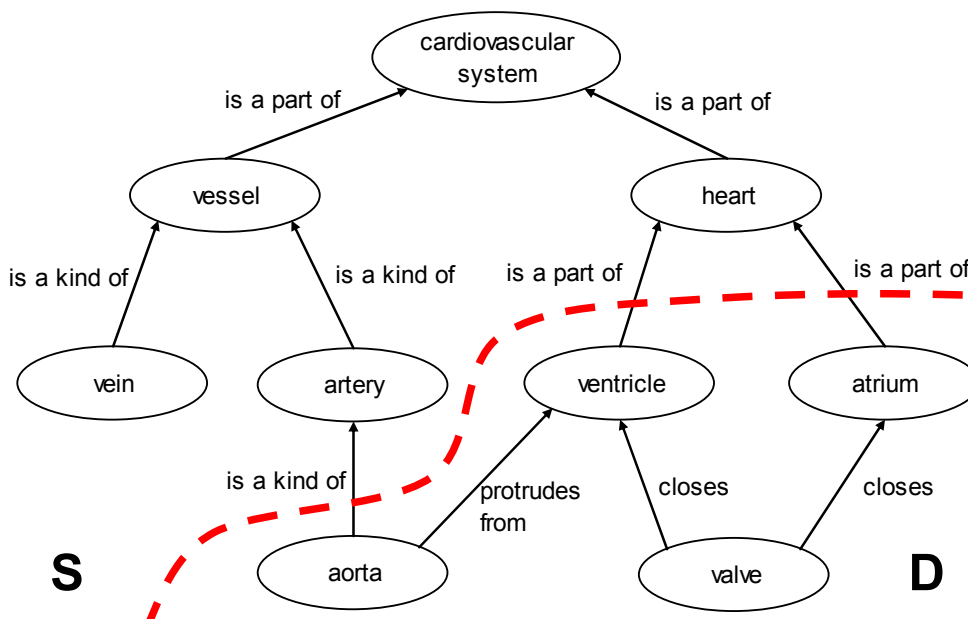 cardiovascular
system
is a part of
is a part of
vessel
heart
is a kind of
is a kind of
is a part of
is a part of
vein
artery
ventricle
atrium
is a kind of
protrudes
from
closes
closes
S
aorta
valve
D